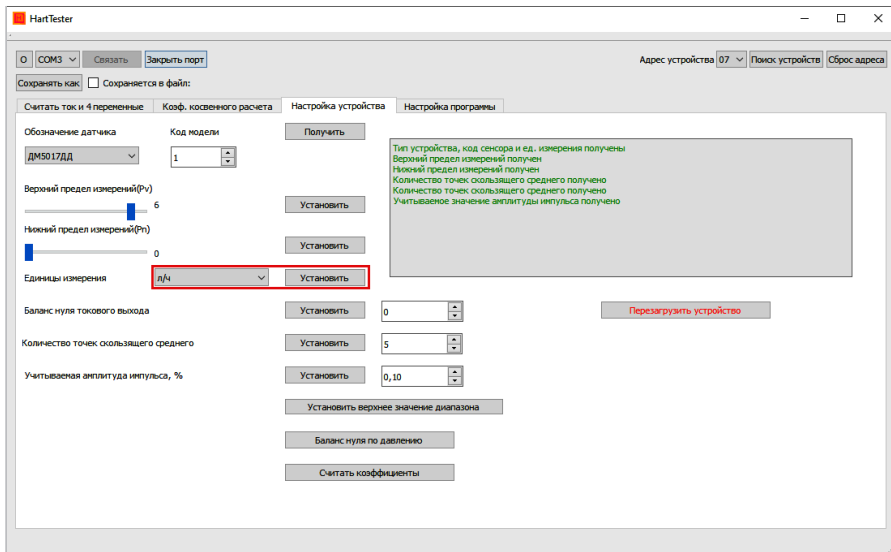 HartTester
О COM3 Связать Закрыть порт Адрес устройства 07 Поиск устройств Сброс адреса
Сохранять как Сохраняется в файл:
Считать ток и 4 переменные Коэф. косвенного расчета Настройка устройства Настройка программы
Обозначение датчика Код модели Получить
ДМ5017ДД 1
Тип устройства, код сенсора и ед. измерения получены
Верхний предел измерений получен
Нижний предел измерений получен
Количество точек скользящего среднего получено
Количество точек скользящего среднего получено
Учитываемое значение амплитуды импульса получено
Верхний предел измерений(Pv)
6 Установить
Нижний предел измерений(Pn)
0 Установить
Единицы измерения л/ч Установить
Баланс нуля токового выхода Установить 0 Перезагрузить устройство
Количество точек скользящего среднего Установить 5
Учитываемая амплитуда импульса, % Установить 0,10
Установить верхнее значение диапазона
Баланс нуля по давлению
Считать коэффициенты